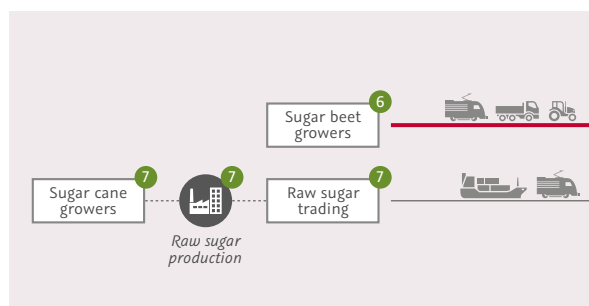 6
Sugar beet
growers
7
Sugar cane
growers
7
Raw sugar
production
7
Raw sugar
trading